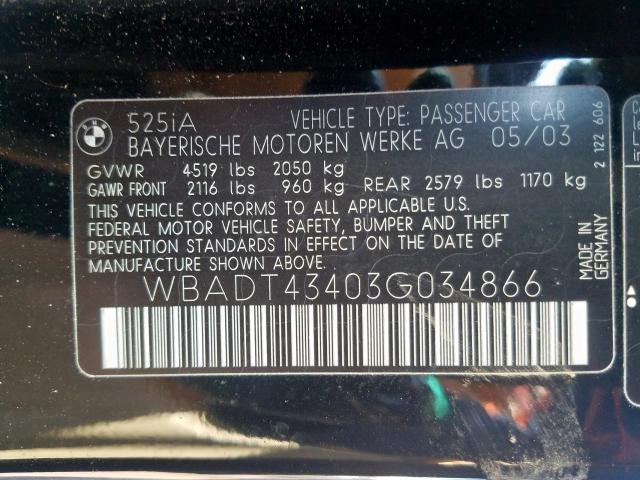 525iA VEHICLE TYPE: PASSENGER CAR
BAYERISCHE MOTOREN WERKE AG 05/03
GVWR 4519 lbs 2050 kg
GAWR FRONT 2116 lbs 960 kg REAR 2579 lbs 1170 kg
THIS VEHICLE CONFORMS TO ALL APPLICABLE U.S.
FEDERAL MOTOR VEHICLE SAFETY, BUMPER AND THEFT
PREVENTION STANDARDS IN EFFECT ON THE DATE OF
MANUFACTURE SHOWN ABOVE.
WBADT43403G034866
2 122 606
MADE IN
GERMANY